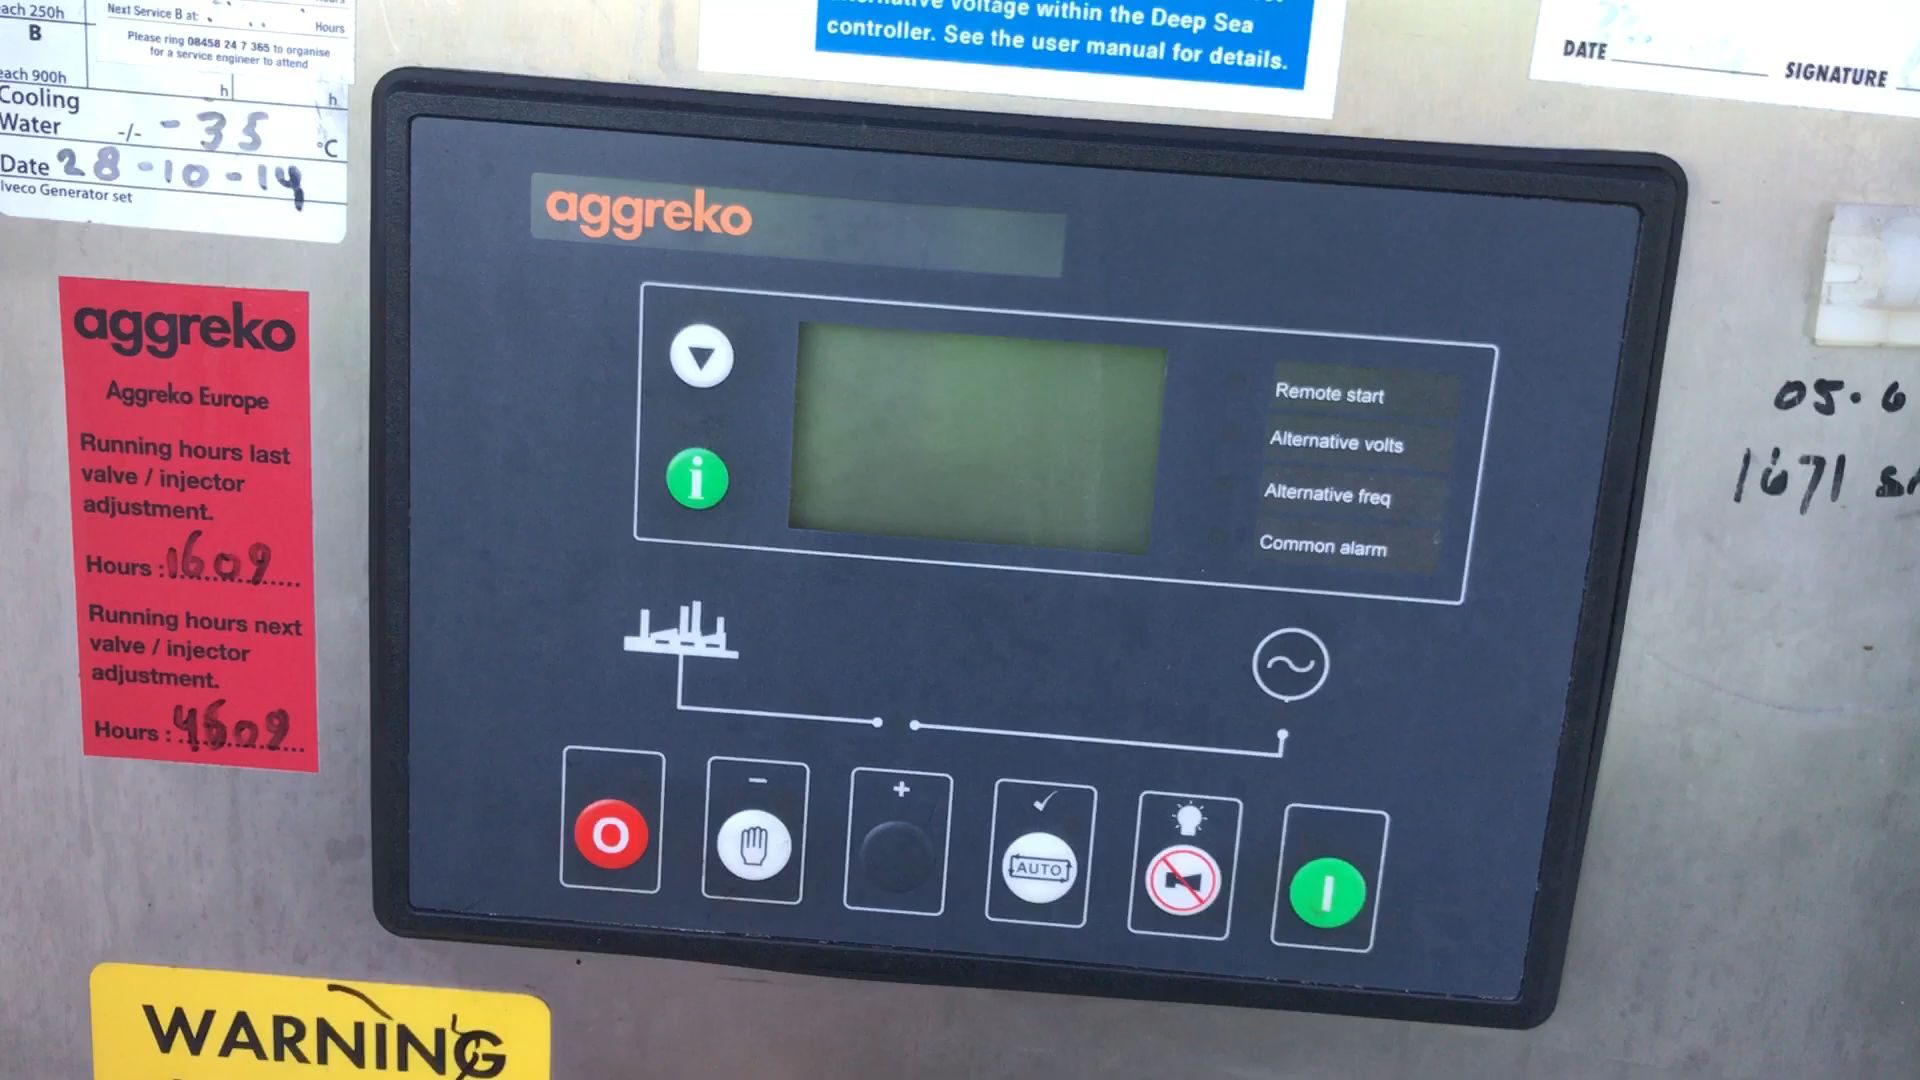 each 250h
B
each 900h
Next Service B at:
Hours
Please ring 08458 24 7 365 to organise
for a service engineer to attend
h
h
Cooling
Water -/- -35 °C
Date 28-10-14
Iveco Generator set
voltage within the Deep Sea
controller. See the user manual for details.
DATE
SIGNATURE
aggreko
Aggreko Europe
Running hours last
valve / injector
adjustment.
Hours : 1609
Running hours next
valve / injector
adjustment.
Hours : 4609
WARNING
aggreko
i
Remote start
Alternative volts
Alternative freq
Common alarm
O
-
+
AUTO
I
05.6
1671